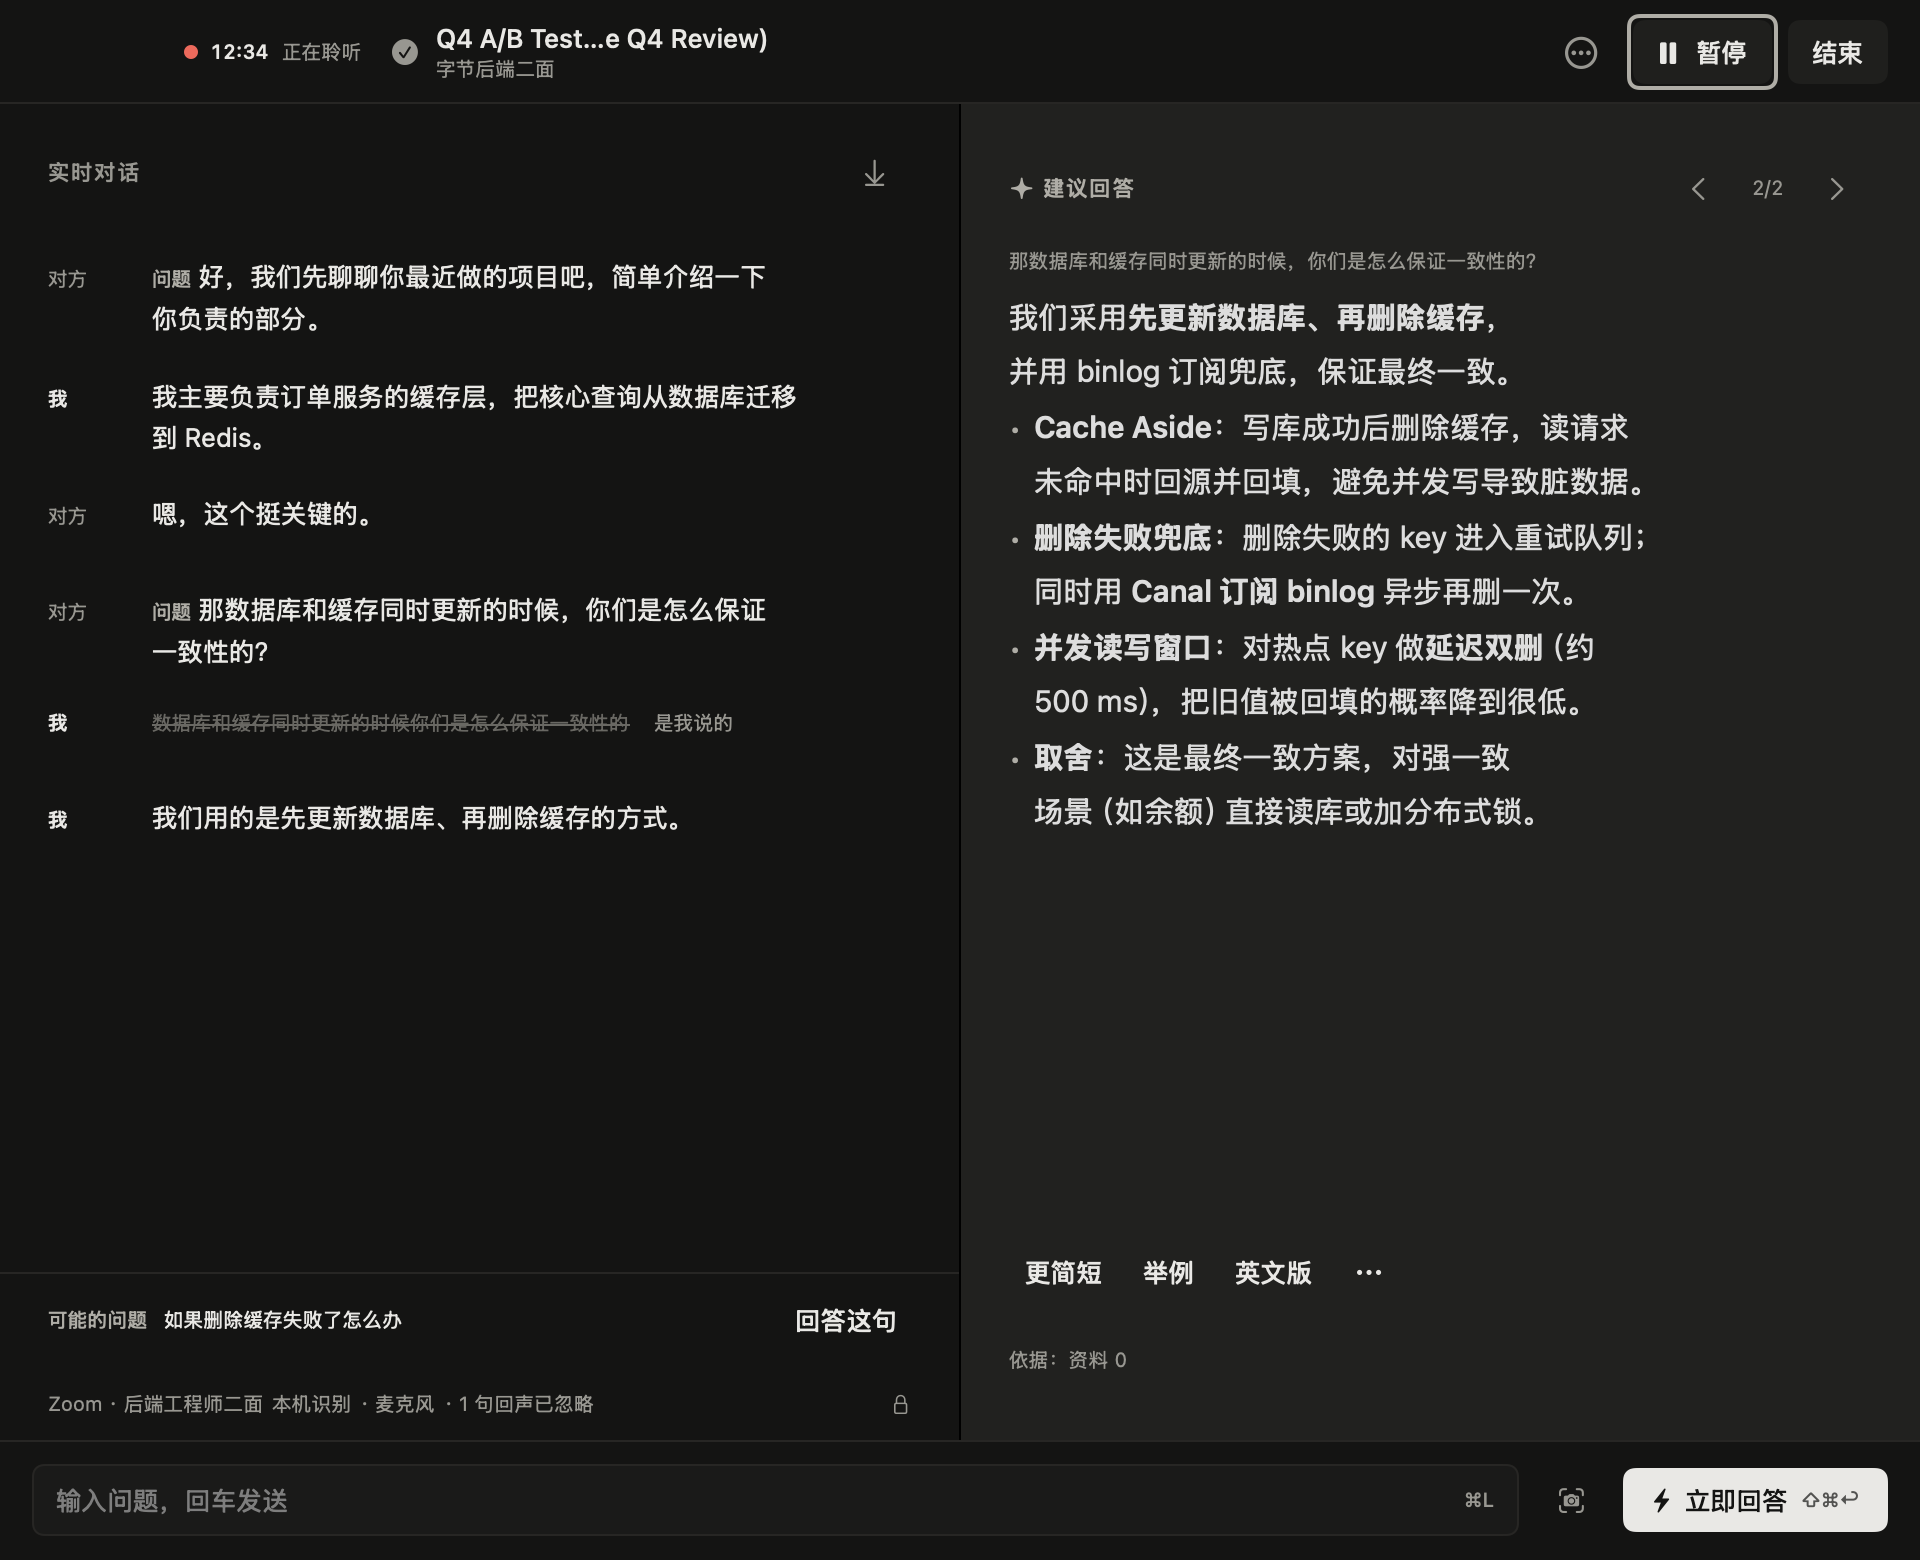 12:34 正在聆听
Q4 A/B Test...e Q4 Review)
字节后端二面
暂停
结束
实时对话
对方
问题 好，我们先聊聊你最近做的项目吧，简单介绍一下
你负责的部分。
我
我主要负责订单服务的缓存层，把核心查询从数据库迁移
到 Redis。
对方
嗯，这个挺关键的。
对方
问题 那数据库和缓存同时更新的时候，你们是怎么保证
一致性的?
我
数据库和缓存同时更新的时候你们是怎么保证一致性的 是我说的
我
我们用的是先更新数据库、再删除缓存的方式。
可能的问题 如果删除缓存失败了怎么办
回答这句
Zoom · 后端工程师二面 本机识别 · 麦克风 · 1 句回声已忽略
建议回答
2/2
那数据库和缓存同时更新的时候，你们是怎么保证一致性的?
我们采用先更新数据库、再删除缓存，
并用 binlog 订阅兜底，保证最终一致。
• Cache Aside：写库成功后删除缓存，读请求
未命中时回源并回填，避免并发写导致脏数据。
• 删除失败兜底：删除失败的 key 进入重试队列；
同时用 Canal 订阅 binlog 异步再删一次。
• 并发读写窗口：对热点 key 做延迟双删（约
500 ms），把旧值被回填的概率降到很低。
• 取舍：这是最终一致方案，对强一致
场景（如余额）直接读库或加分布式锁。
更简短 举例 英文版 ···
依据：资料 0
输入问题，回车发送
⌘L
立即回答 ⇧⌘↩